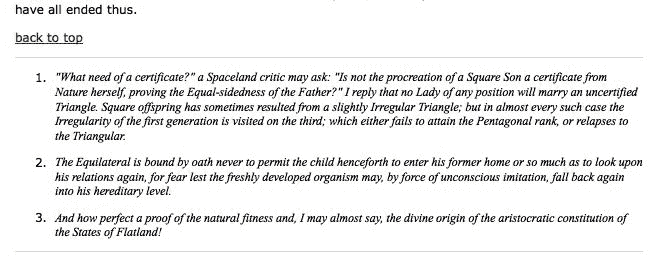 have all ended thus.
back to top
1. "What need of a certificate?" a Spaceland critic may ask: "Is not the procreation of a Square Son a certificate from
Nature herself, proving the Equal-sidedness of the Father?" I reply that no Lady of any position will marry an uncertified
Triangle. Square offspring has sometimes resulted from a slightly Irregular Triangle; but in almost every such case the
Irregularity of the first generation is visited on the third; which either fails to attain the Pentagonal rank, or relapses to
the Triangular.
2. The Equilateral is bound by oath never to permit the child henceforth to enter his former home or so much as to look upon
his relations again, for fear lest the freshly developed organism may, by force of unconscious imitation, fall back again
into his hereditary level.
3. And how perfect a proof of the natural fitness and, I may almost say, the divine origin of the aristocratic constitution of
the States of Flatland!